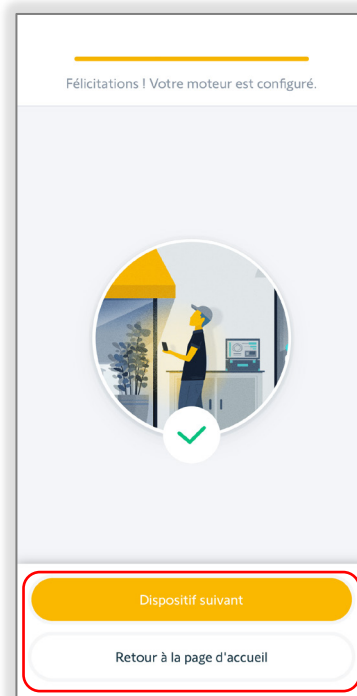 Félicitations ! Votre moteur est configuré.
Dispositif suivant
Retour à la page d'accueil